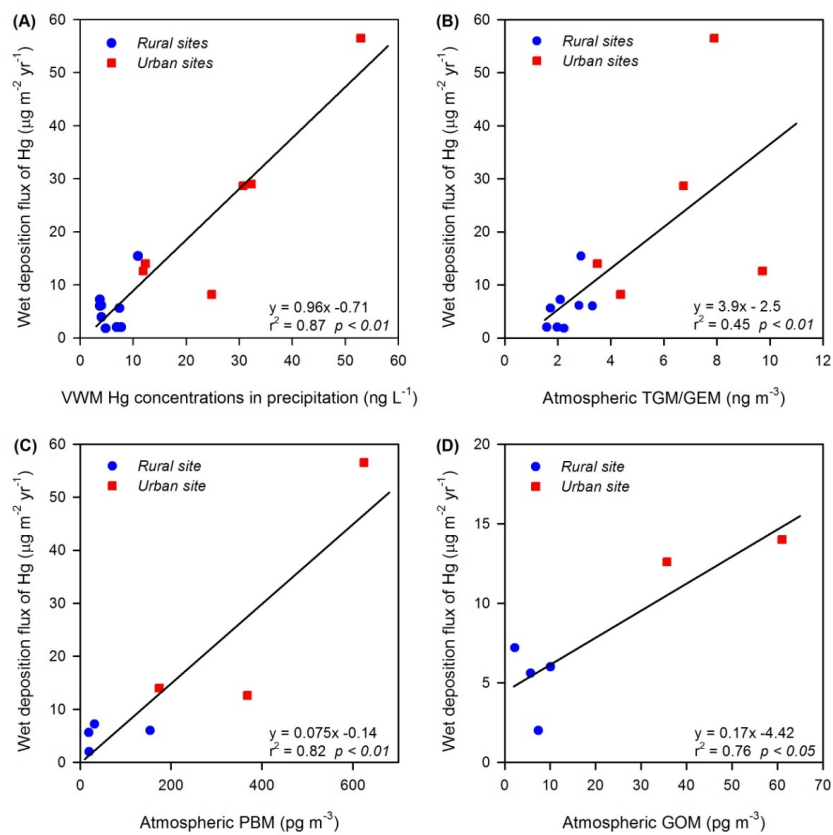 (A)
Rural sites
Urban sites
Wet deposition flux of Hg (µg m⁻² yr⁻¹)
60
50
40
30
20
10
0
y = 0.96x -0.71
r² = 0.87 p < 0.01
0 10 20 30 40 50 60
VWM Hg concentrations in precipitation (ng L⁻¹)
(B)
Rural sites
Urban sites
Wet deposition flux of Hg (µg m⁻² yr⁻¹)
60
50
40
30
20
10
0
y = 3.9x - 2.5
r² = 0.45 p < 0.01
0 2 4 6 8 10 12
Atmospheric TGM/GEM (ng m⁻³)
(C)
Rural site
Urban site
Wet deposition flux of Hg (µg m⁻² yr⁻¹)
60
50
40
30
20
10
0
y = 0.075x -0.14
r² = 0.82 p < 0.01
0 200 400 600
Atmospheric PBM (pg m⁻³)
(D)
Rural site
Urban site
Wet deposition flux of Hg (µg m⁻² yr⁻¹)
20
15
10
5
0
y = 0.17x -4.42
r² = 0.76 p < 0.05
0 10 20 30 40 50 60 70
Atmospheric GOM (pg m⁻³)